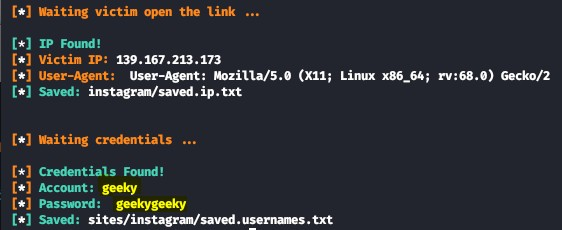 [*] Waiting victim open the link ...
[*] IP Found!
[*] Victim IP: 139.167.213.173
[*] User-Agent:  User-Agent: Mozilla/5.0 (X11; Linux x86_64; rv:68.0) Gecko/2
[*] Saved: instagram/saved.ip.txt
[*] Waiting credentials ...
[*] Credentials Found!
[*] Account: geeky
[*] Password:  geekygeeky
[*] Saved: sites/instagram/saved.usernames.txt